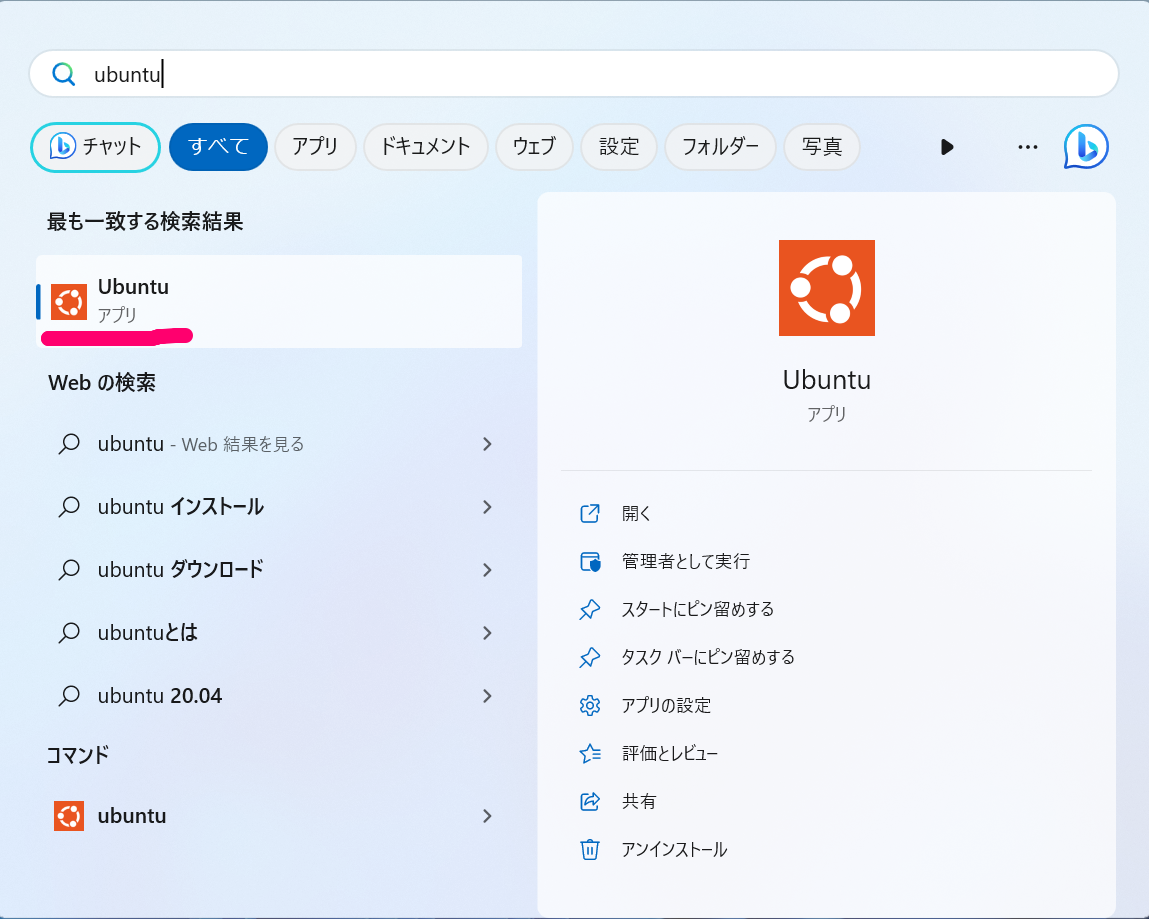 ubuntu
チャット すべて アプリ ドキュメント ウェブ 設定 フォルダー 写真
最も一致する検索結果
Ubuntu
アプリ
Web の検索
ubuntu - Web 結果を見る
ubuntu インストール
ubuntu ダウンロード
ubuntuとは
ubuntu 20.04
コマンド
ubuntu
Ubuntu
アプリ
開く
管理者として実行
スタートにピン留めする
タスク バーにピン留めする
アプリの設定
評価とレビュー
共有
アンインストール